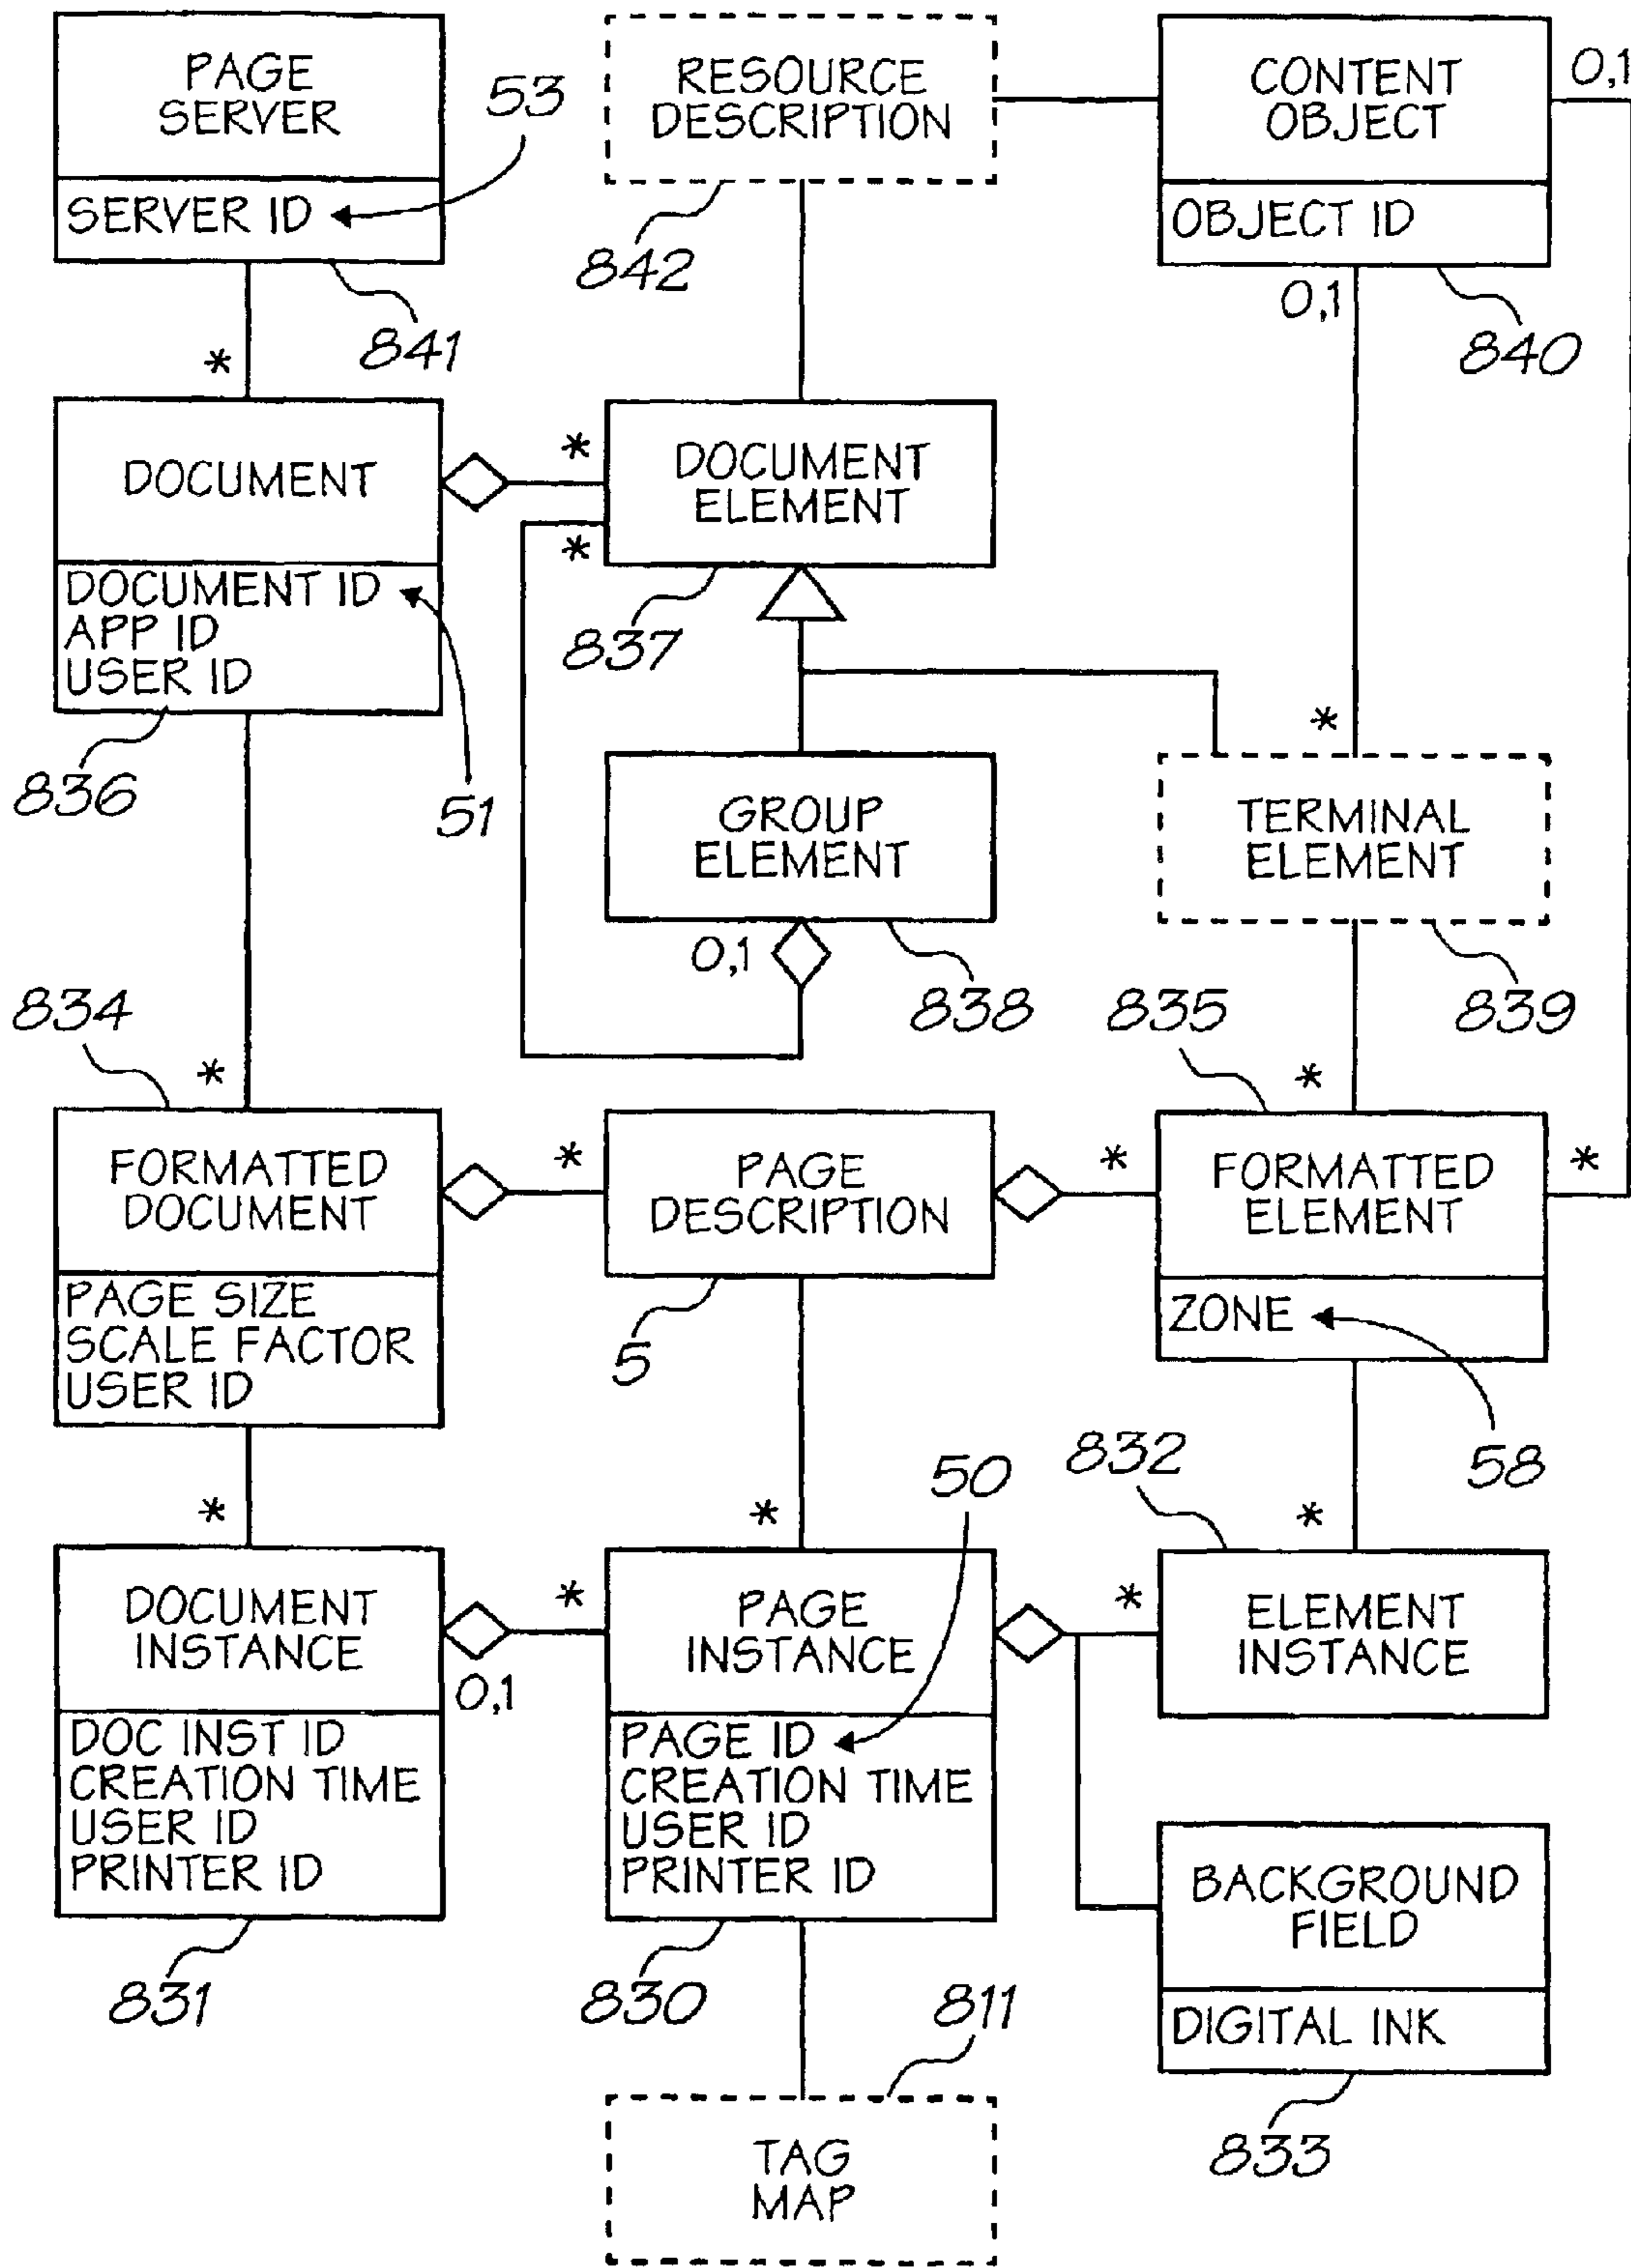 PAGE
SERVER
SERVER ID
53
841
RESOURCE
DESCRIPTION
842
CONTENT
OBJECT
OBJECT ID
0,1
0,1
840
*
DOCUMENT
DOCUMENT ID
APP ID
USER ID
836
51
*
*
DOCUMENT
ELEMENT
837
GROUP
ELEMENT
0,1
838
*
TERMINAL
ELEMENT
839
834
*
FORMATTED
DOCUMENT
PAGE SIZE
SCALE FACTOR
USER ID
*
PAGE
DESCRIPTION
5
835
*
*
*
FORMATTED
ELEMENT
ZONE
58
*
DOCUMENT
INSTANCE
0,1
DOC INST ID
CREATION TIME
USER ID
PRINTER ID
831
*
*
50
PAGE
INSTANCE
PAGE ID
CREATION TIME
USER ID
PRINTER ID
830
832
*
*
ELEMENT
INSTANCE
BACKGROUND
FIELD
DIGITAL INK
833
811
TAG
MAP